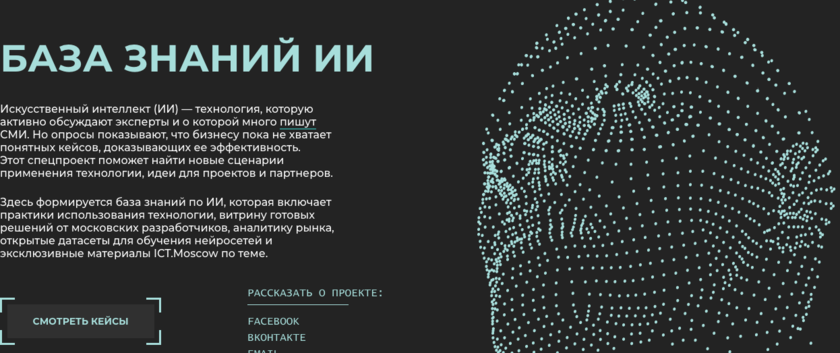 БАЗА ЗНАНИЙ ИИ
Искусственный интеллект (ИИ) — технология, которую
активно обсуждают эксперты и о которой много пишут
СМИ. Но опросы показывают, что бизнесу пока не хватает
понятных кейсов, доказывающих ее эффективность.
Этот спецпроект поможет найти новые сценарии
применения технологии, идеи для проектов и партнеров.
Здесь формируется база знаний по ИИ, которая включает
практики использования технологии, витрину готовых
решений от московских разработчиков, аналитику рынка,
открытые датасеты для обучения нейросетей и
эксклюзивные материалы ICT.Moscow по теме.
РАССКАЗАТЬ О ПРОЕКТЕ:
СМОТРЕТЬ КЕЙСЫ
FACEBOOK
ВКОНТАКТЕ
EMAIL